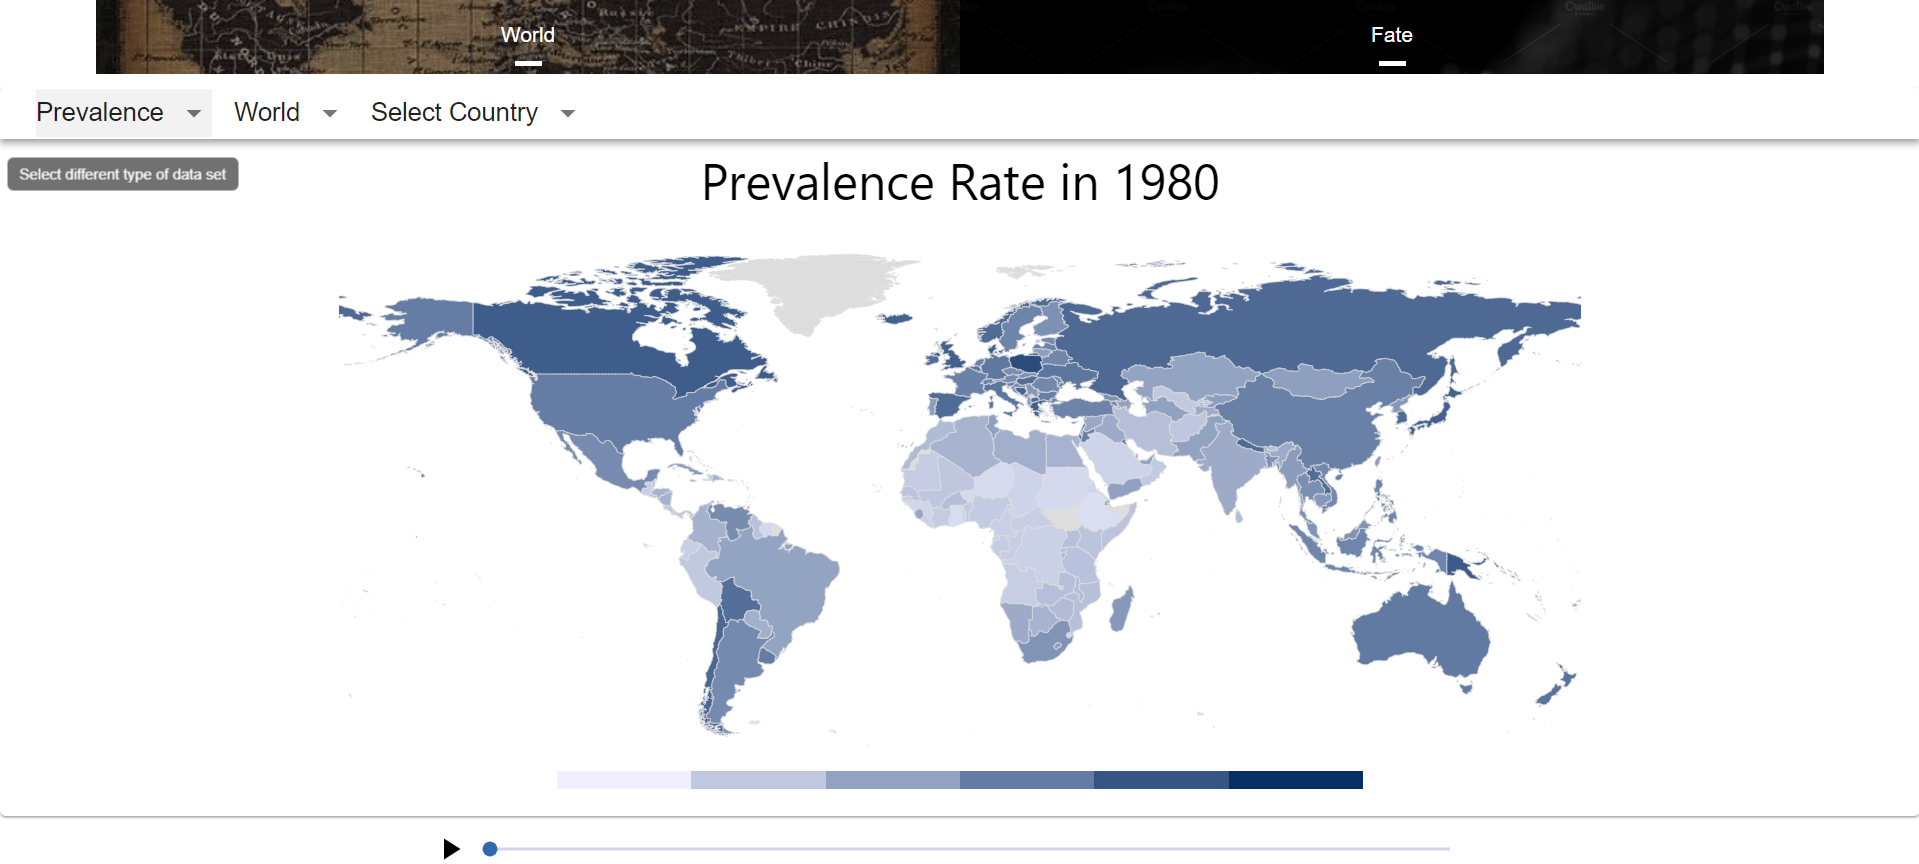 World
Fate
Prevalence
World
Select Country
Select different type of data set
Prevalence Rate in 1980